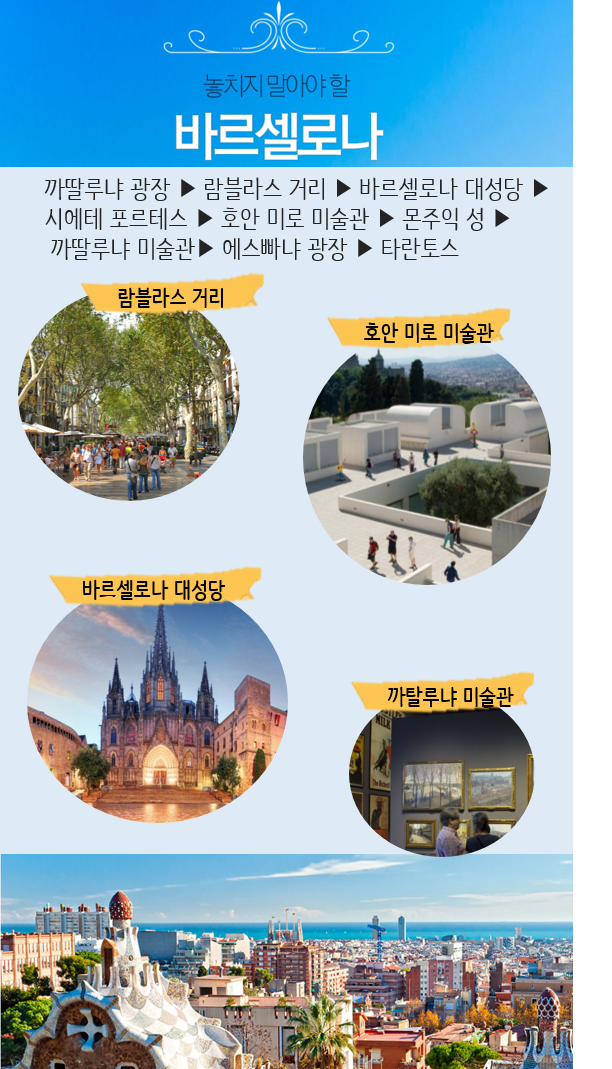 놓치지 말아야 할
바르셀로나
까딸루냐 광장 ▶ 람블라스 거리 ▶ 바르셀로나 대성당 ▶
시에테 포르테스 ▶ 호안 미로 미술관 ▶ 몬주익 성 ▶
까딸루냐 미술관▶ 에스빠냐 광장 ▶ 타란토스
람블라스 거리
호안 미로 미술관
바르셀로나 대성당
까탈루냐 미술관